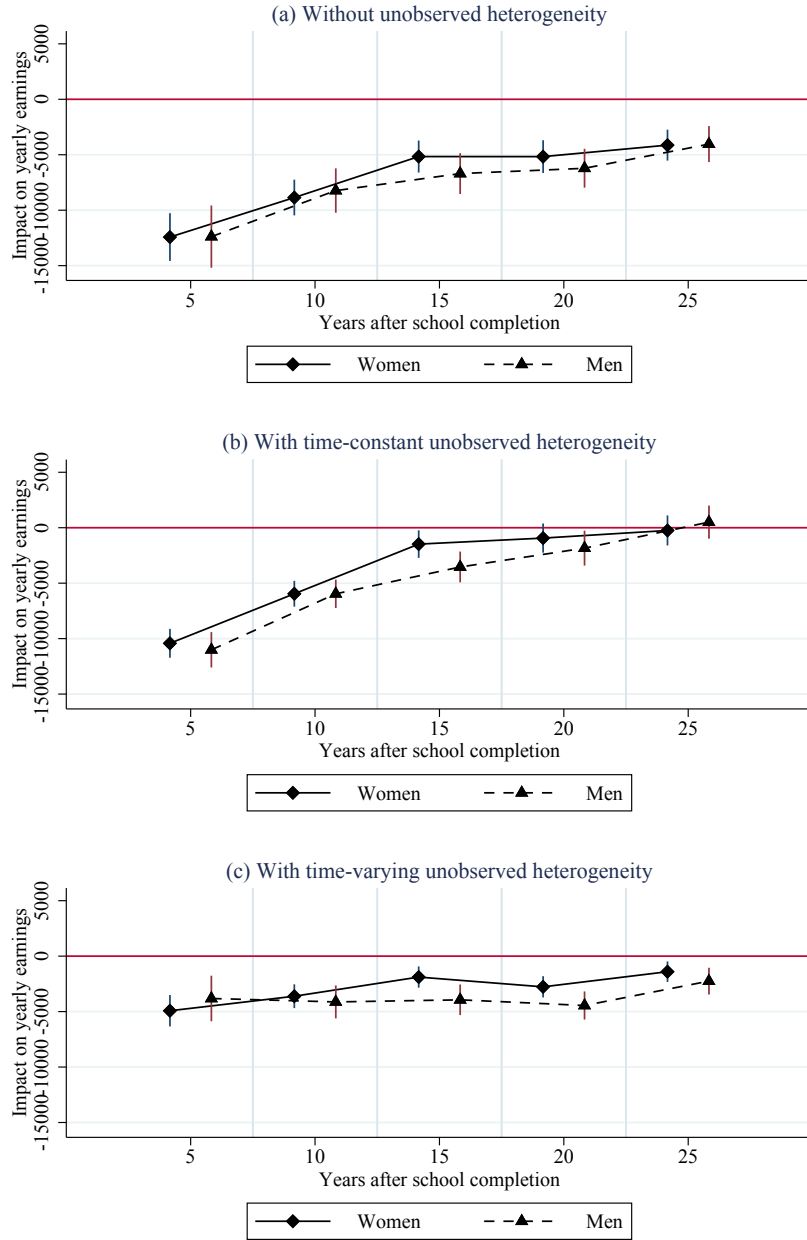 (a) Without unobserved heterogeneity
Impact on yearly earnings
5000
0
-5000
-10000
-15000
5 10 15 20 25
Years after school completion
Women Men
(b) With time-constant unobserved heterogeneity
Impact on yearly earnings
5000
0
-5000
-10000
-15000
5 10 15 20 25
Years after school completion
Women Men
(c) With time-varying unobserved heterogeneity
Impact on yearly earnings
5000
0
-5000
-10000
-15000
5 10 15 20 25
Years after school completion
Women Men